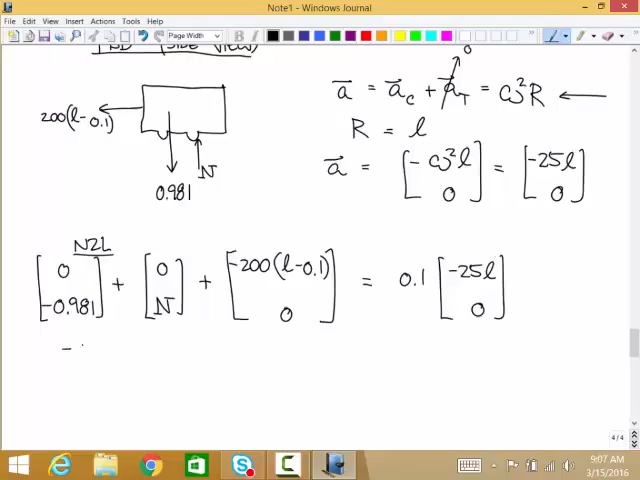 Note1 - Windows Journal
File Edit View Insert Actions Tools Help
Page Width
FBD (SIDE VIEW)
0
200(l-0.1)
N
0.981
a⃗ = a⃗_C + a⃗_T = ω²R ←
R = l
a⃗ = [-ω²l 0] = [-25l 0]
N2L
[0 -0.981] + [0 N] + [-200(l-0.1) 0] = 0.1 [-25l 0]
-
4/4
9:07 AM
3/15/2016